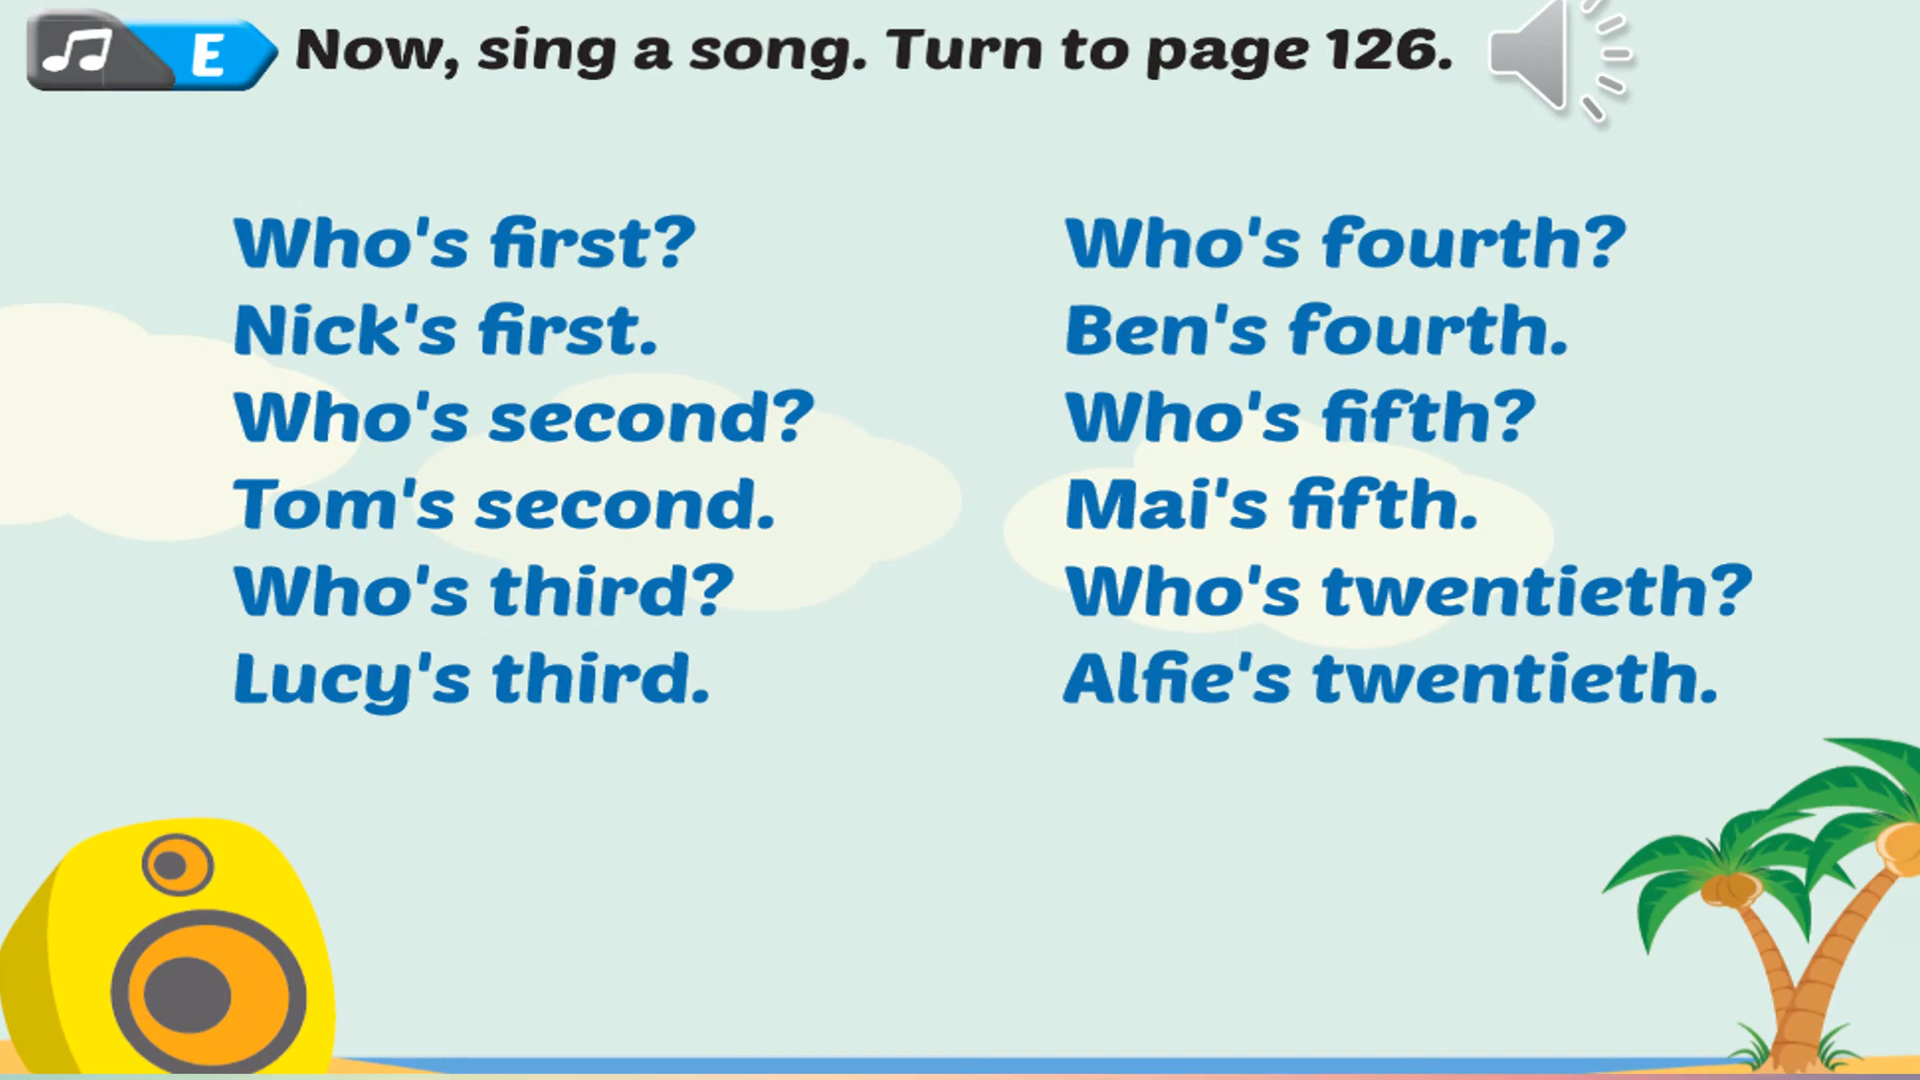 E Now, sing a song. Turn to page 126.
Who's first?
Nick's first.
Who's second?
Tom's second.
Who's third?
Lucy's third.
Who's fourth?
Ben's fourth.
Who's fifth?
Mai's fifth.
Who's twentieth?
Alfie's twentieth.